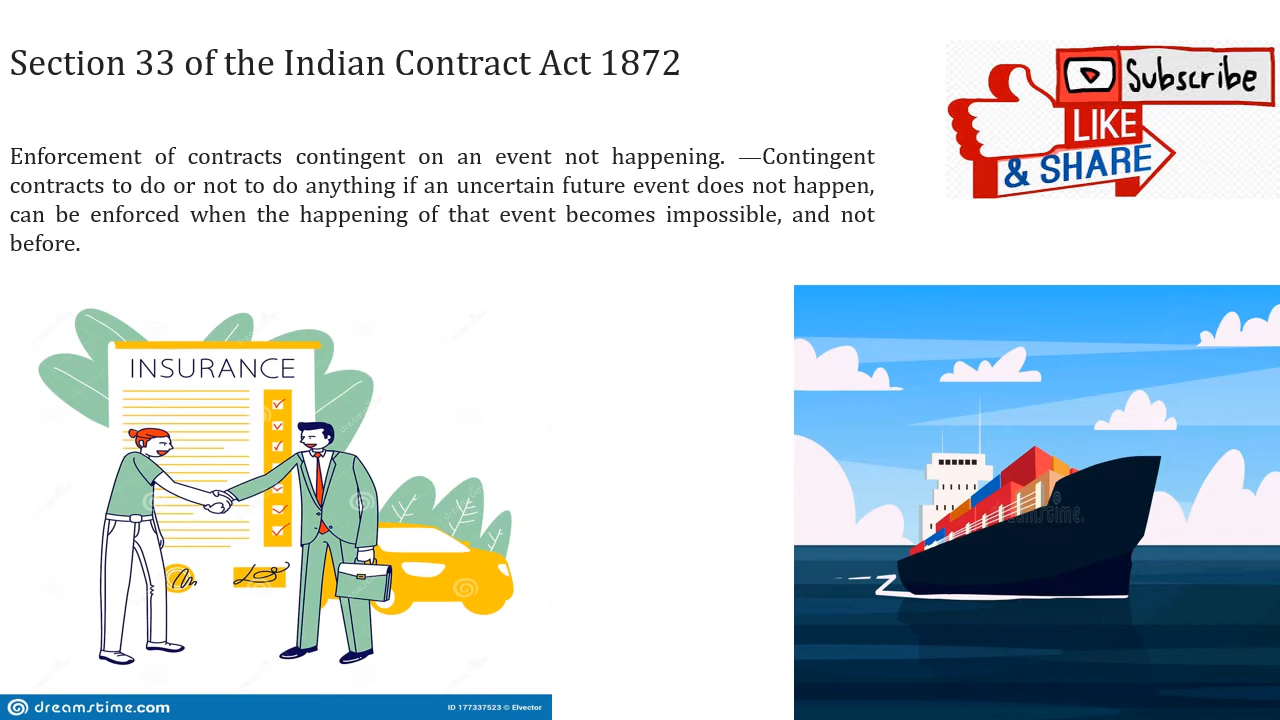 Section 33 of the Indian Contract Act 1872
Subscribe
LIKE
& SHARE
Enforcement of contracts contingent on an event not happening. —Contingent
contracts to do or not to do anything if an uncertain future event does not happen,
can be enforced when the happening of that event becomes impossible, and not
before.
INSURANCE
dreamstime.
dreamstime.com
ID 177337523 © Elvector